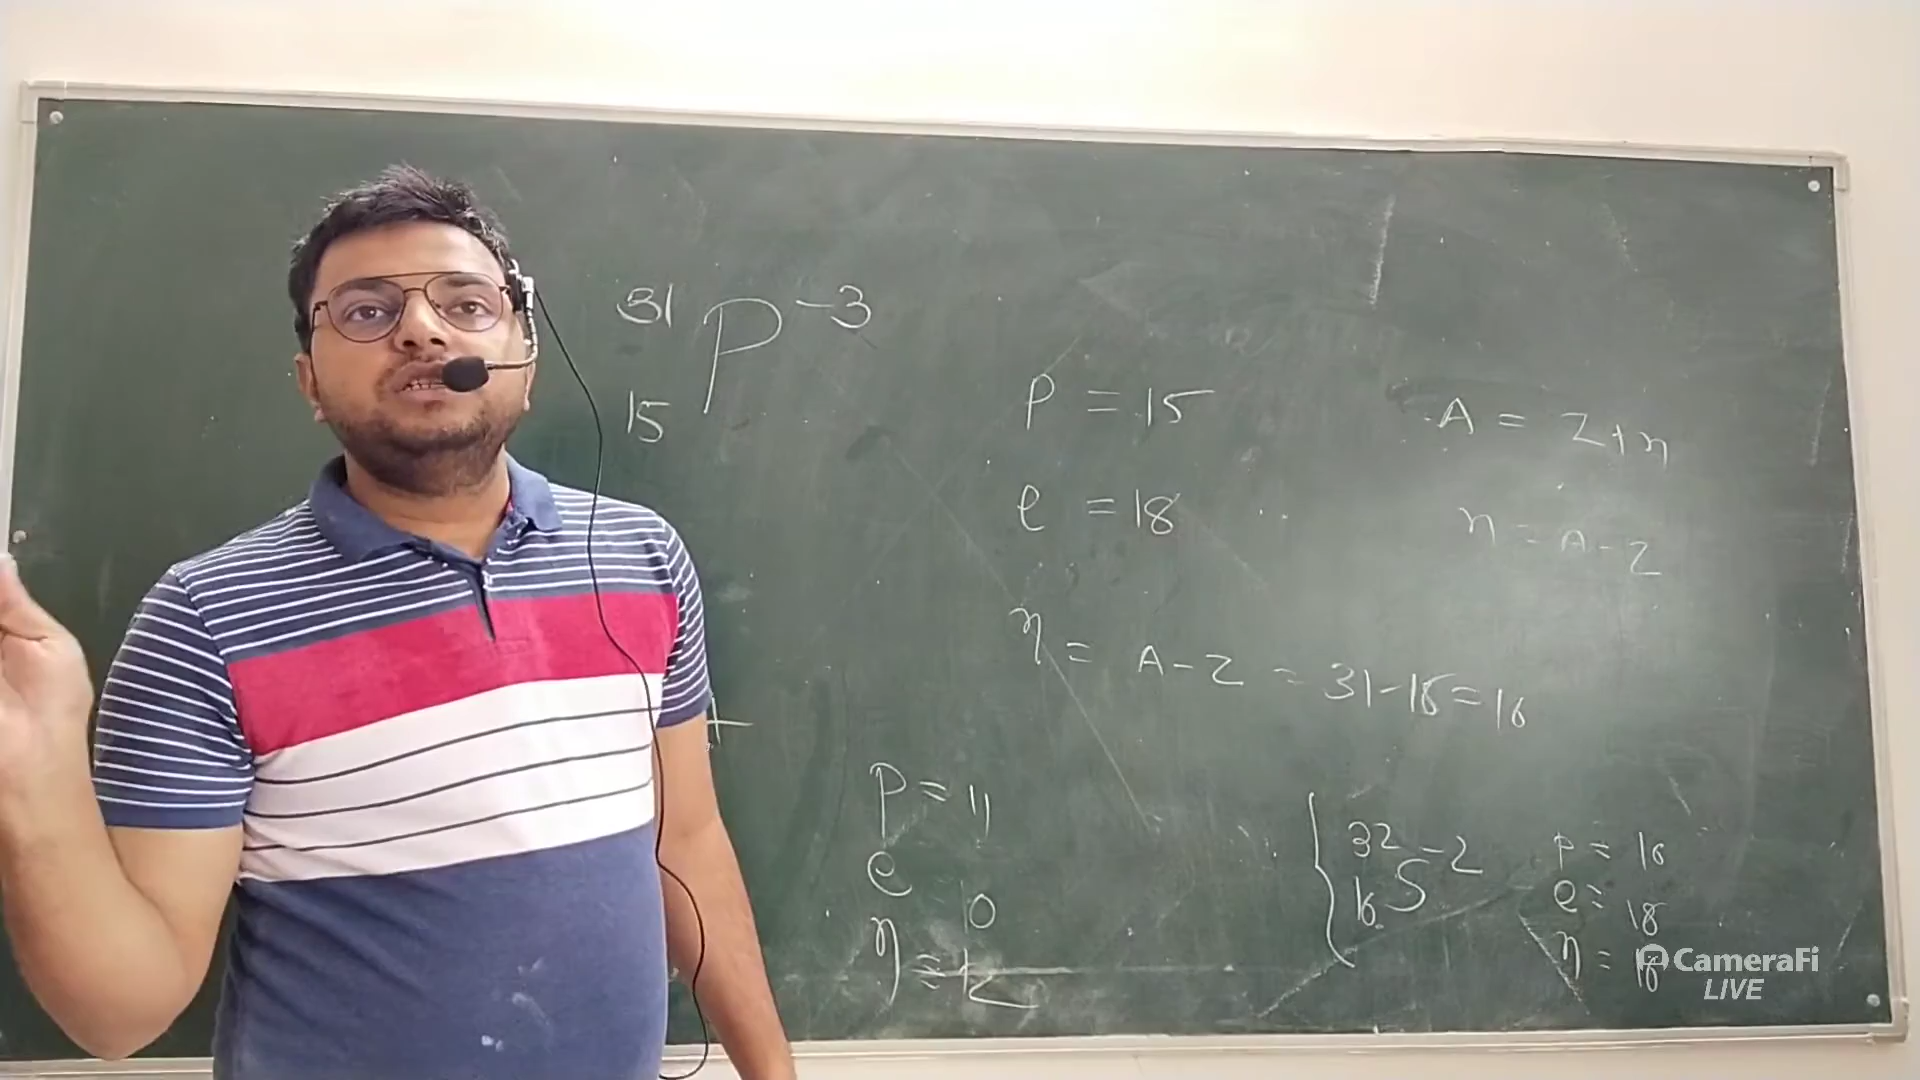 31 P -3
15
P = 15
e = 18
η = A - Z = 31 - 15 = 16
A = Z + η
η = A - Z
+
P = 11
e 10
η = 12
32 S -2
16
P = 16
e = 18
η = 16
CameraFi
LIVE